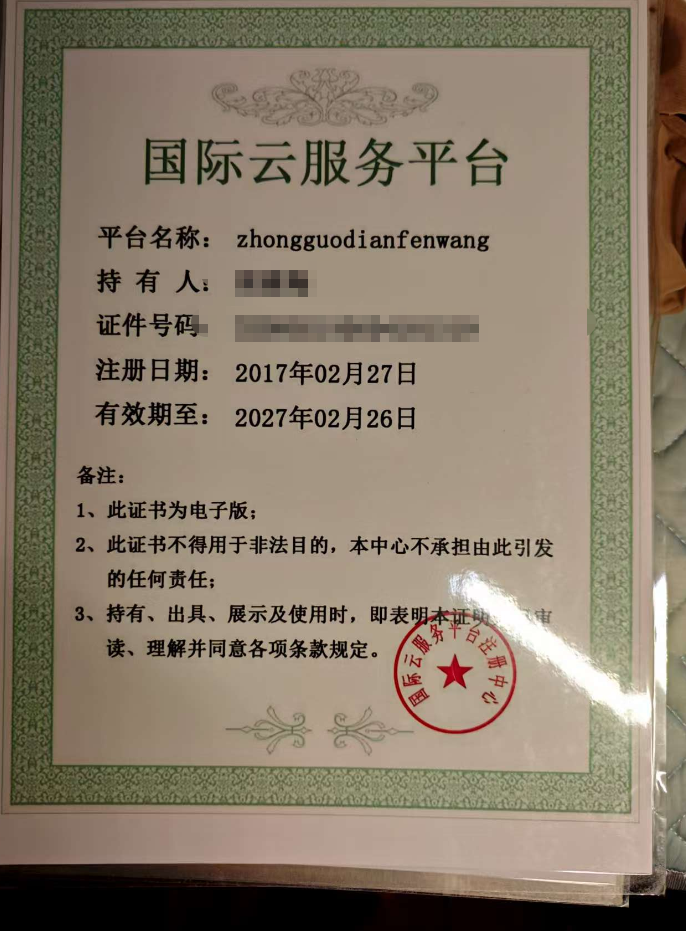 国际云服务平台
平台名称： zhongguodianfenwang
持 有 人：
证件号码
注册日期： 2017年02月27日
有效期至： 2027年02月26日
备注：
1、此证书为电子版；
2、此证书不得用于非法目的，本中心不承担由此引发
的任何责任；
3、持有、出具、展示及使用时，即表明本证明 审
读、理解并同意各项条款规定。
国际云服务平台注册中心